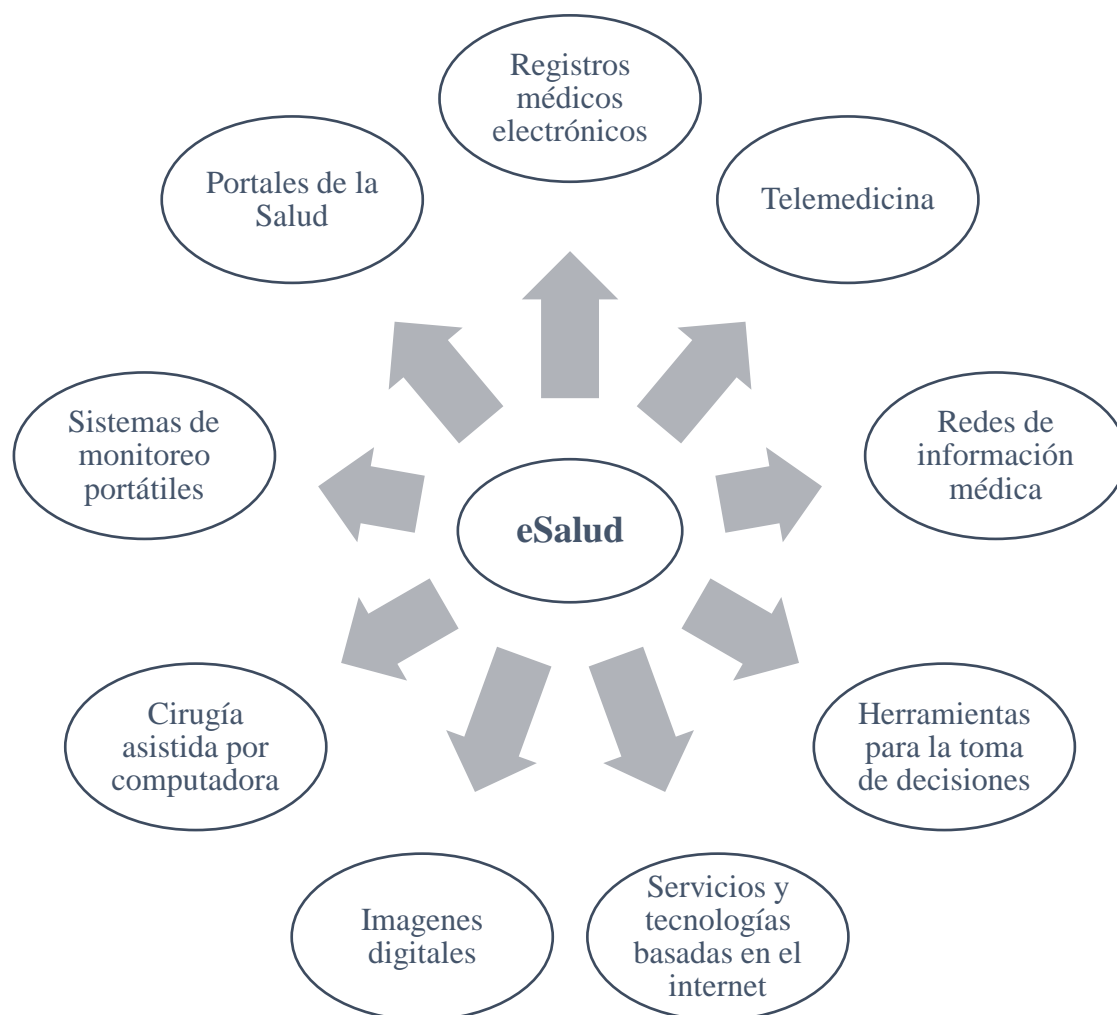 Registros
médicos
electrónicos
Portales de la
Salud
Telemedicina
Sistemas de
monitoreo
portátiles
Redes de
información
médica
eSalud
Cirugía
asistida por
computadora
Herramientas
para la toma
de decisiones
Imagenes
digitales
Servicios y
tecnologías
basadas en el
internet